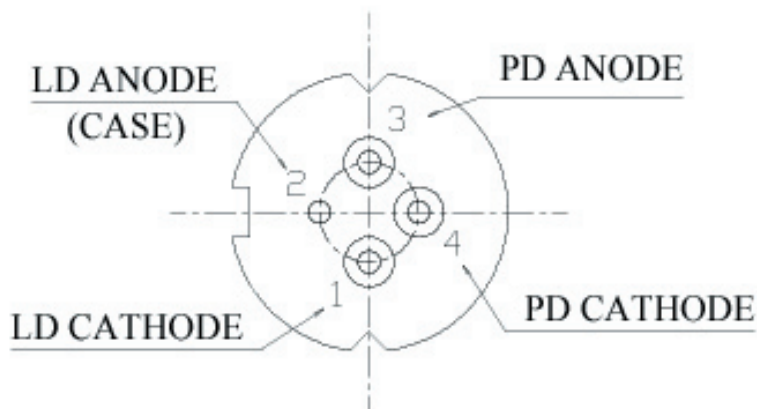 LD ANODE
(CASE)
PD ANODE
3
2
4
1
LD CATHODE
PD CATHODE